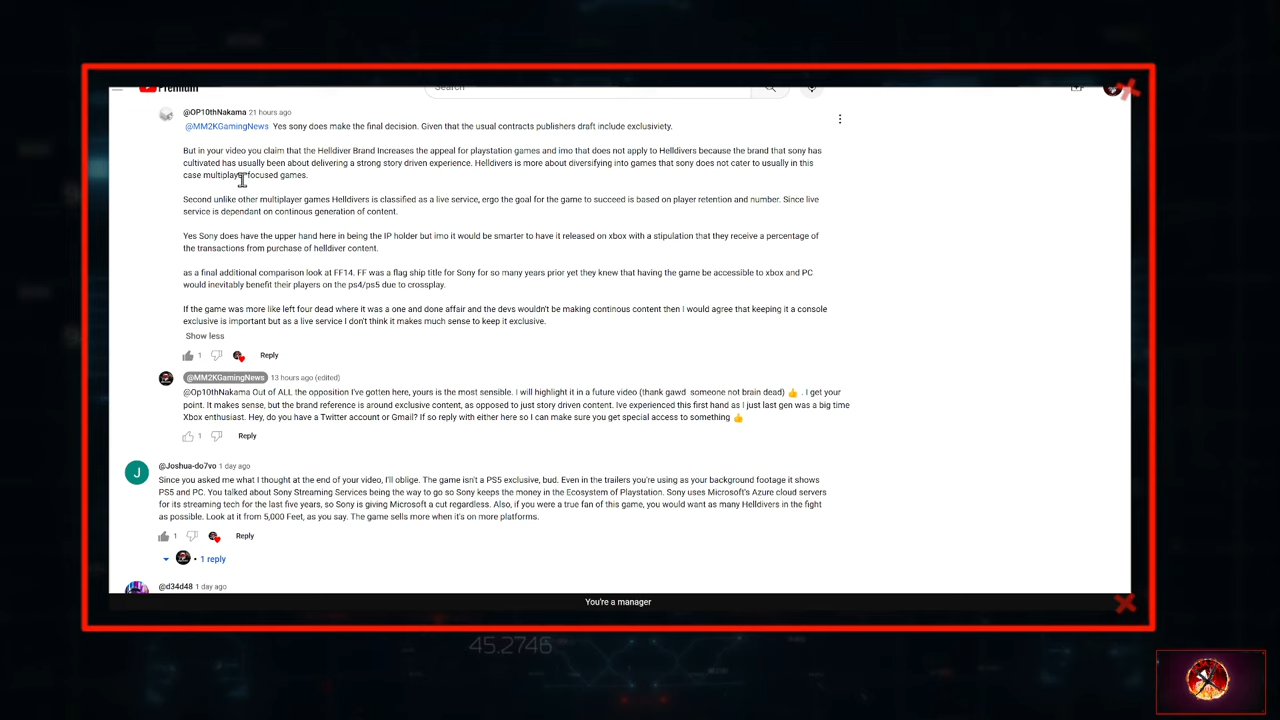 Premium
Search
@OP10thNakama 21 hours ago
@MM2KGamingNews Yes sony does make the final decision. Given that the usual contracts publishers draft include exclusiviety.
But in your video you claim that the Helldiver Brand Increases the appeal for playstation games and imo that does not apply to Helldivers because the brand that sony has
cultivated has usually been about delivering a strong story driven experience. Helldivers is more about diversifying into games that sony does not cater to usually in this
case multiplayer focused games.
Second unlike other multiplayer games Helldivers is classified as a live service, ergo the goal for the game to succeed is based on player retention and number. Since live
service is dependant on continous generation of content.
Yes Sony does have the upper hand here in being the IP holder but imo it would be smarter to have it released on xbox with a stipulation that they receive a percentage of
the transactions from purchase of helldiver content.
as a final additional comparison look at FF14. FF was a flag ship title for Sony for so many years prior yet they knew that having the game be accessible to xbox and PC
would inevitably benefit their players on the ps4/ps5 due to crossplay.
If the game was more like left four dead where it was a one and done affair and the devs wouldn't be making continous content then I would agree that keeping it a console
exclusive is important but as a live service I don't think it makes much sense to keep it exclusive.
Show less
1 Reply
@MM2KGamingNews 13 hours ago (edited)
@Op10thNakama Out of ALL the opposition I've gotten here, yours is the most sensible. I will highlight it in a future video (thank gawd someone not brain dead) 👍 . I get your
point. It makes sense, but the brand reference is around exclusive content, as opposed to just story driven content. Ive experienced this first hand as I just last gen was a big time
Xbox enthusiast. Hey, do you have a Twitter account or Gmail? If so reply with either here so I can make sure you get special access to something 👍
1 Reply
J
@Joshua-do7vo 1 day ago
Since you asked me what I thought at the end of your video, I'll oblige. The game isn't a PS5 exclusive, bud. Even in the trailers you're using as your background footage it shows
PS5 and PC. You talked about Sony Streaming Services being the way to go so Sony keeps the money in the Ecosystem of Playstation. Sony uses Microsoft's Azure cloud servers
for its streaming tech for the last five years, so Sony is giving Microsoft a cut regardless. Also, if you were a true fan of this game, you would want as many Helldivers in the fight
as possible. Look at it from 5,000 Feet, as you say. The game sells more when it's on more platforms.
1 Reply
• 1 reply
@d34d48 1 day ago
You're a manager
45.2746